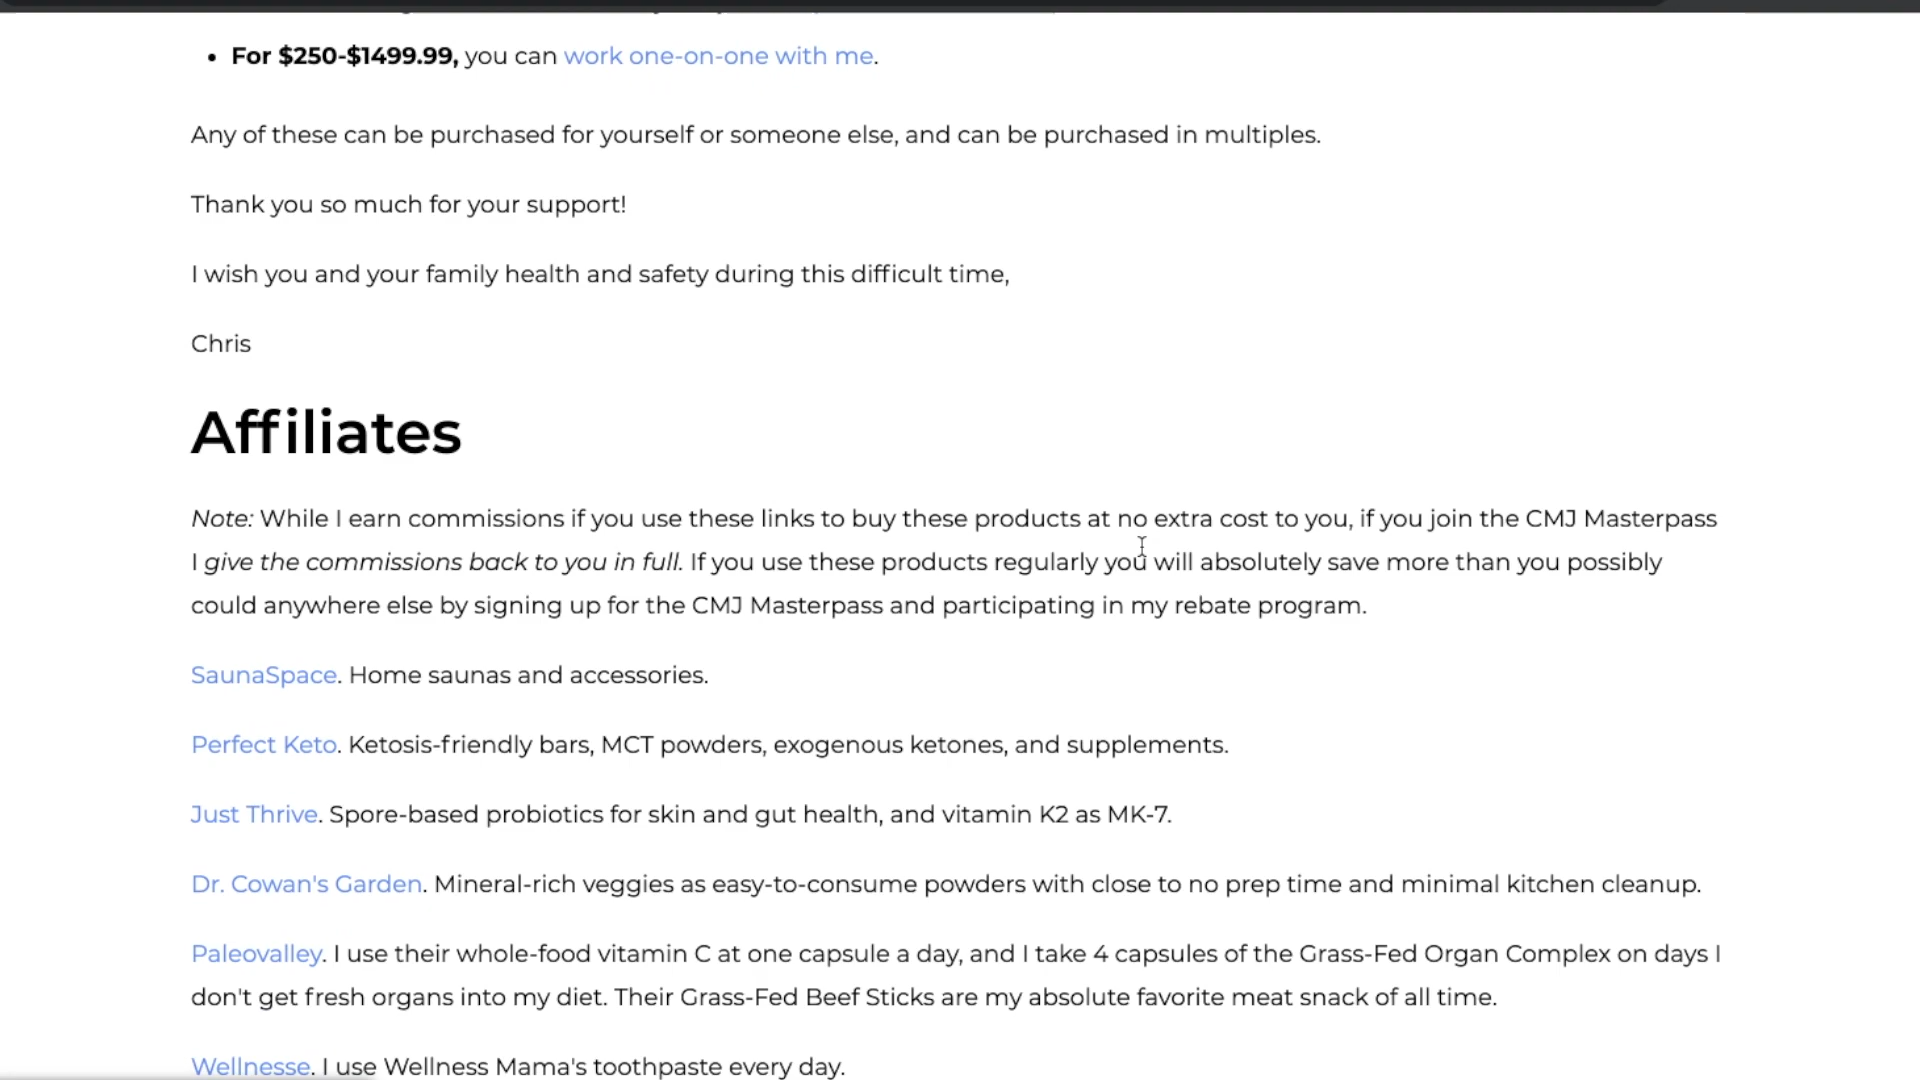 • For $250-$1499.99, you can work one-on-one with me.
Any of these can be purchased for yourself or someone else, and can be purchased in multiples.
Thank you so much for your support!
I wish you and your family health and safety during this difficult time,
Chris
Affiliates
Note: While I earn commissions if you use these links to buy these products at no extra cost to you, if you join the CMJ Masterpass
I give the commissions back to you in full. If you use these products regularly you will absolutely save more than you possibly
could anywhere else by signing up for the CMJ Masterpass and participating in my rebate program.
SaunaSpace. Home saunas and accessories.
Perfect Keto. Ketosis-friendly bars, MCT powders, exogenous ketones, and supplements.
Just Thrive. Spore-based probiotics for skin and gut health, and vitamin K2 as MK-7.
Dr. Cowan's Garden. Mineral-rich veggies as easy-to-consume powders with close to no prep time and minimal kitchen cleanup.
Paleovalley. I use their whole-food vitamin C at one capsule a day, and I take 4 capsules of the Grass-Fed Organ Complex on days I
don't get fresh organs into my diet. Their Grass-Fed Beef Sticks are my absolute favorite meat snack of all time.
Wellnesse. I use Wellness Mama's toothpaste every day.